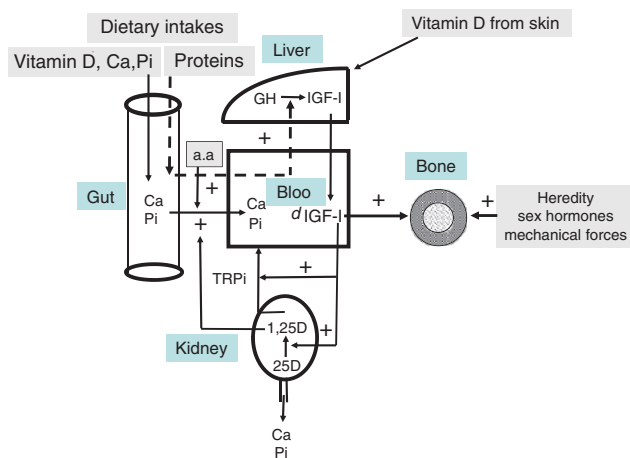 Dietary intakes
Vitamin D, Ca,Pi
Proteins
Liver
Vitamin D from skin
GH
IGF-I
+
a.a
+
Gut
Ca
Pi
+
Ca
Pi
Bloo
d
IGF-I
+
Bone
+
Heredity
sex hormones
mechanical forces
TRPi
+
Kidney
1,25D
+
25D
Ca
Pi